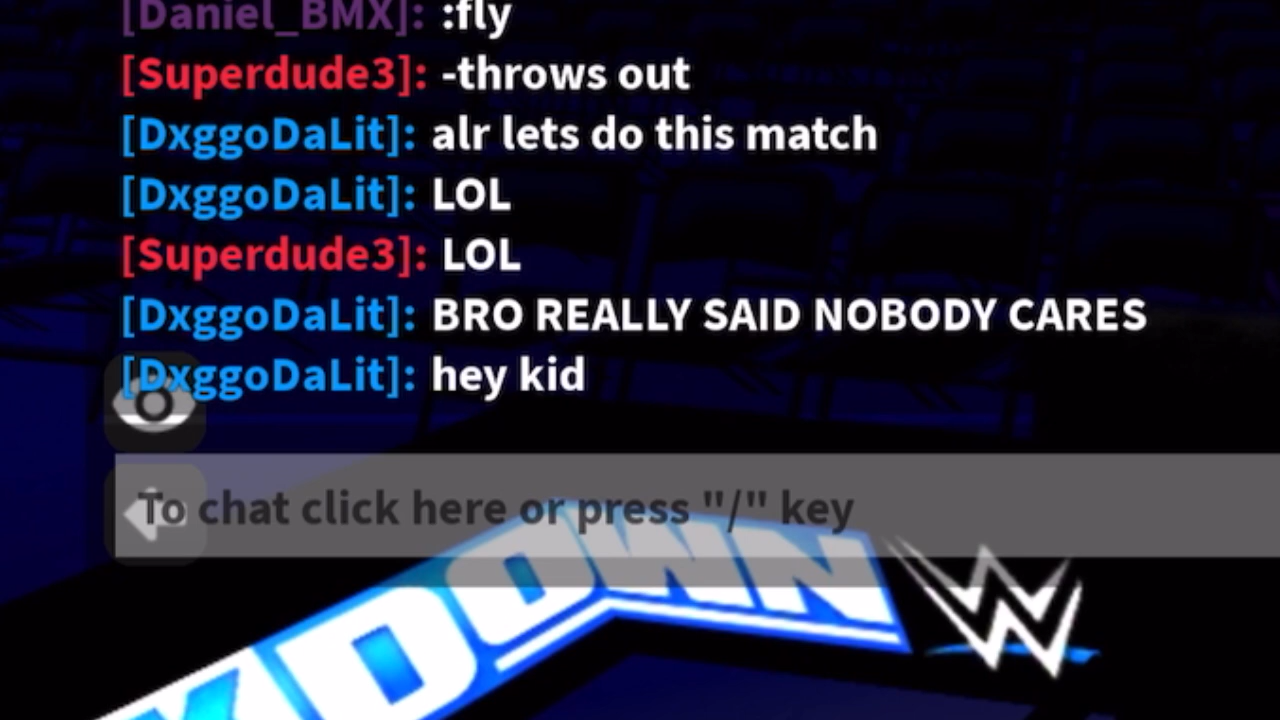 [Daniel_BMX]: :fly
[Superdude3]: -throws out
[DxggoDaLit]: alr lets do this match
[DxggoDaLit]: LOL
[Superdude3]: LOL
[DxggoDaLit]: BRO REALLY SAID NOBODY CARES
[DxggoDaLit]: hey kid
To chat click here or press "/" key
KDOWN W